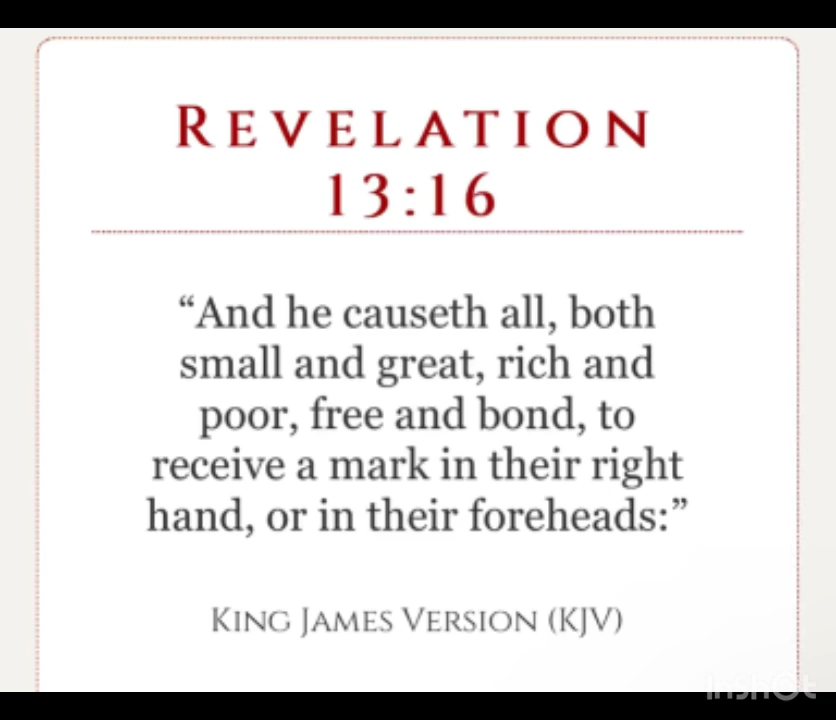 REVELATION
13:16
“And he causeth all, both
small and great, rich and
poor, free and bond, to
receive a mark in their right
hand, or in their foreheads:”
KING JAMES VERSION (KJV)
InShOt